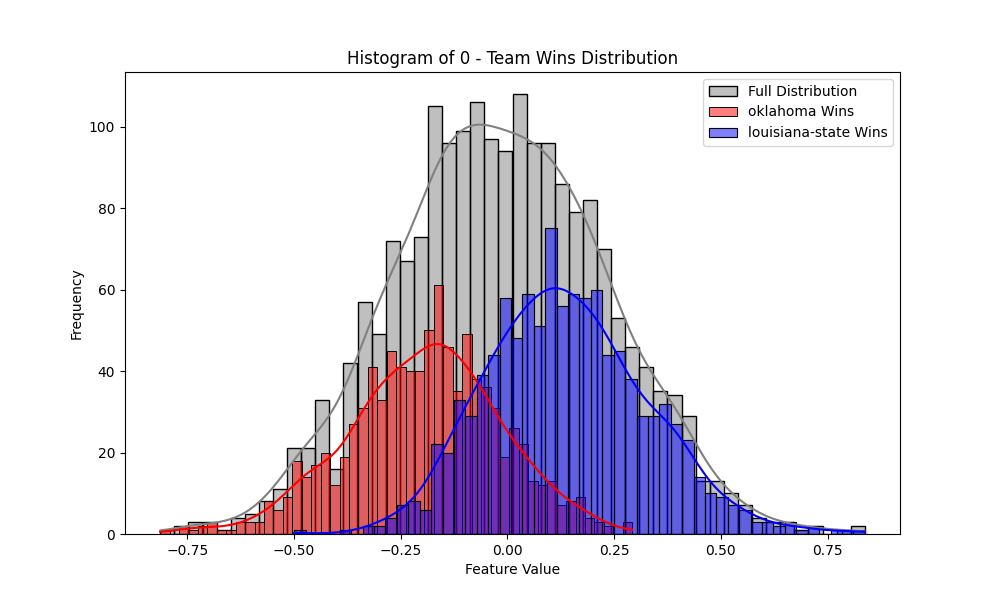 Histogram of 0 - Team Wins Distribution
Full Distribution
oklahoma Wins
louisiana-state Wins
Frequency
100
80
60
40
20
0
−0.75 −0.50 −0.25 0.00 0.25 0.50 0.75
Feature Value